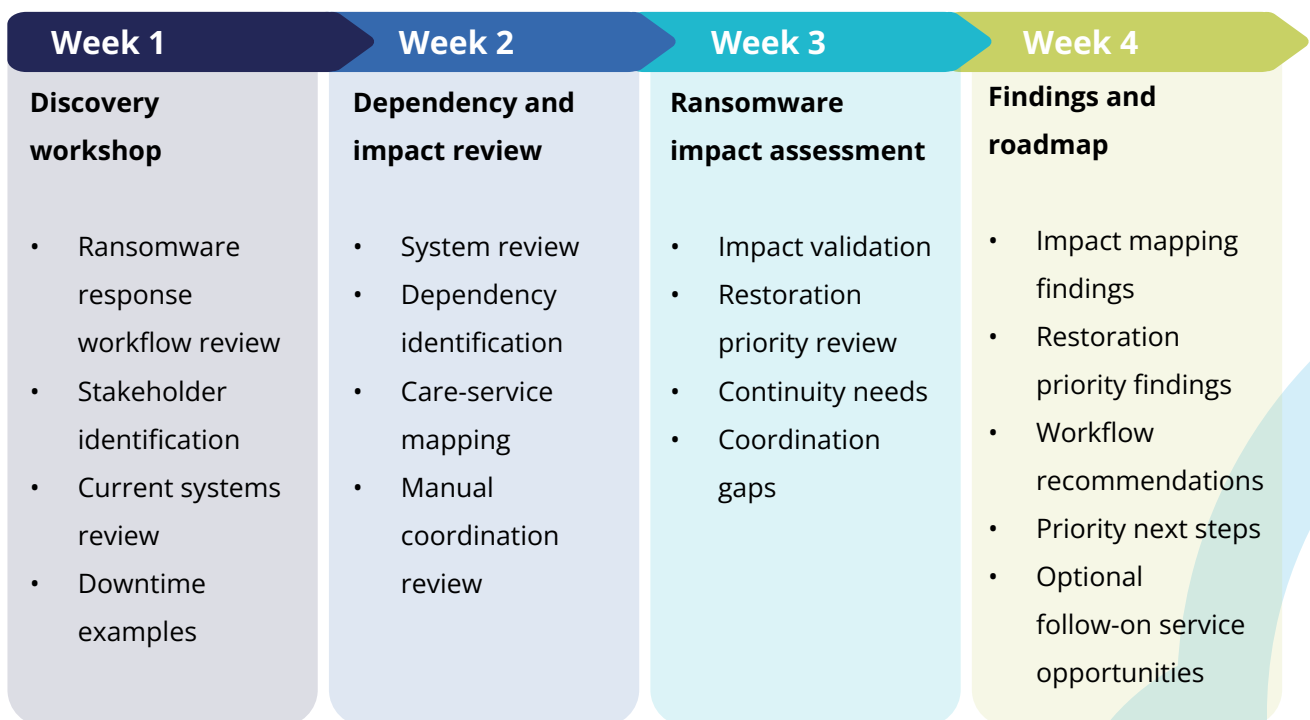 Week 1
Discovery
workshop
• Ransomware
response
workflow review
• Stakeholder
identification
• Current systems
review
• Downtime
examples
Week 2
Dependency and
impact review
• System review
• Dependency
identification
• Care-service
mapping
• Manual
coordination
review
Week 3
Ransomware
impact assessment
• Impact validation
• Restoration
priority review
• Continuity needs
• Coordination
gaps
Week 4
Findings and
roadmap
• Impact mapping
findings
• Restoration
priority findings
• Workflow
recommendations
• Priority next steps
• Optional
follow-on service
opportunities